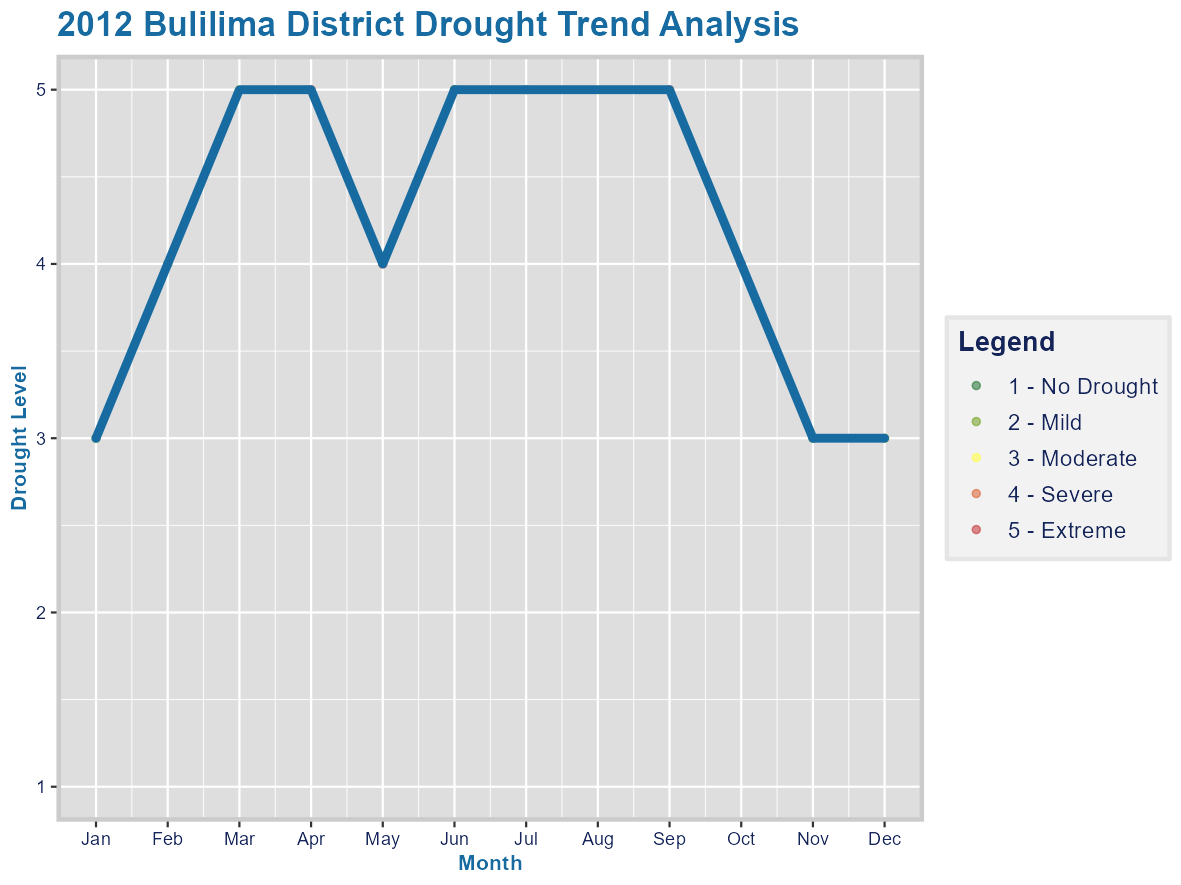 2012 Bulilima District Drought Trend Analysis
Drought Level
5
4
3
2
1
Jan Feb Mar Apr May Jun Jul Aug Sep Oct Nov Dec
Month
Legend
1 - No Drought
2 - Mild
3 - Moderate
4 - Severe
5 - Extreme